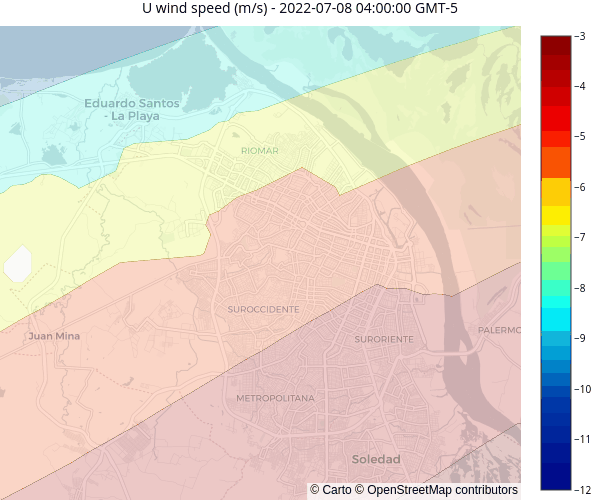 U wind speed (m/s) - 2022-07-08 04:00:00 GMT-5
−3
−4
−5
−6
−7
−8
−9
−10
−11
−12
Eduardo Santos
- La Playa
RIOMAR
SUROCCIDENTE
Juan Mina
SURORIENTE
PALERMO
METROPOLITANA
Soledad
© Carto © OpenStreetMap contributors